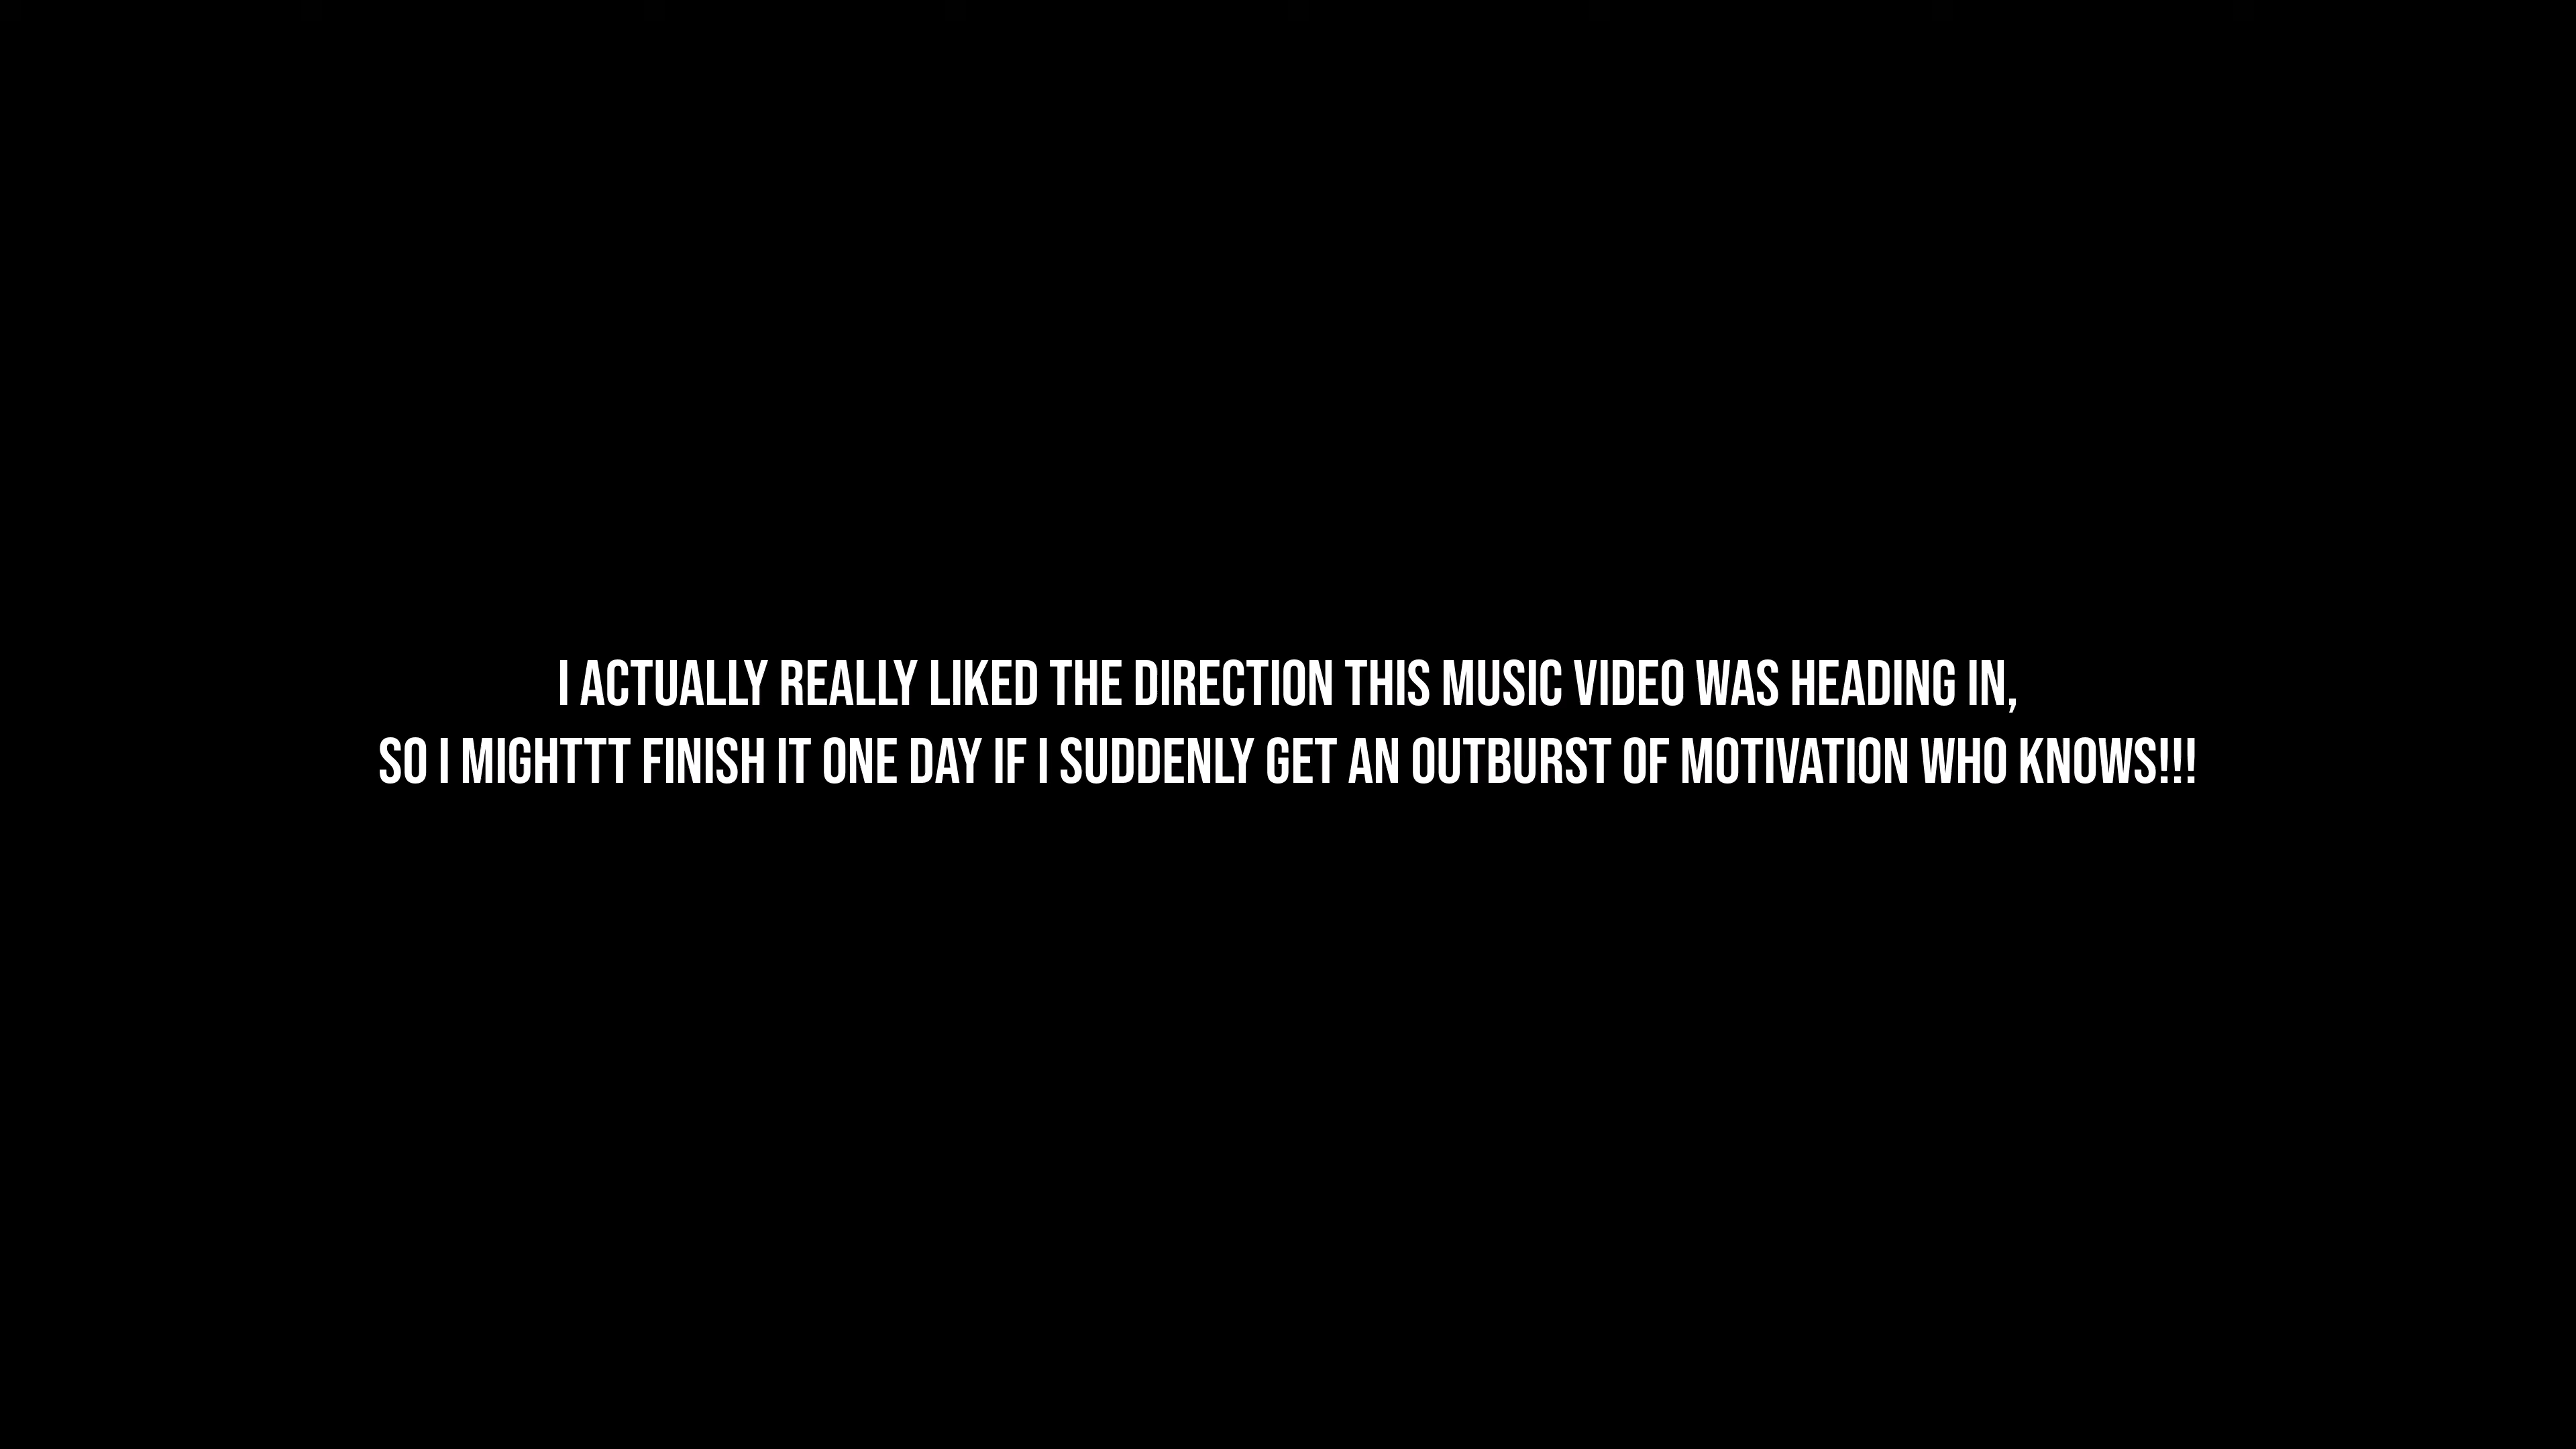 I ACTUALLY REALLY LIKED THE DIRECTION THIS MUSIC VIDEO WAS HEADING IN,
SO I MIGHTTT FINISH IT ONE DAY IF I SUDDENLY GET AN OUTBURST OF MOTIVATION WHO KNOWS!!!